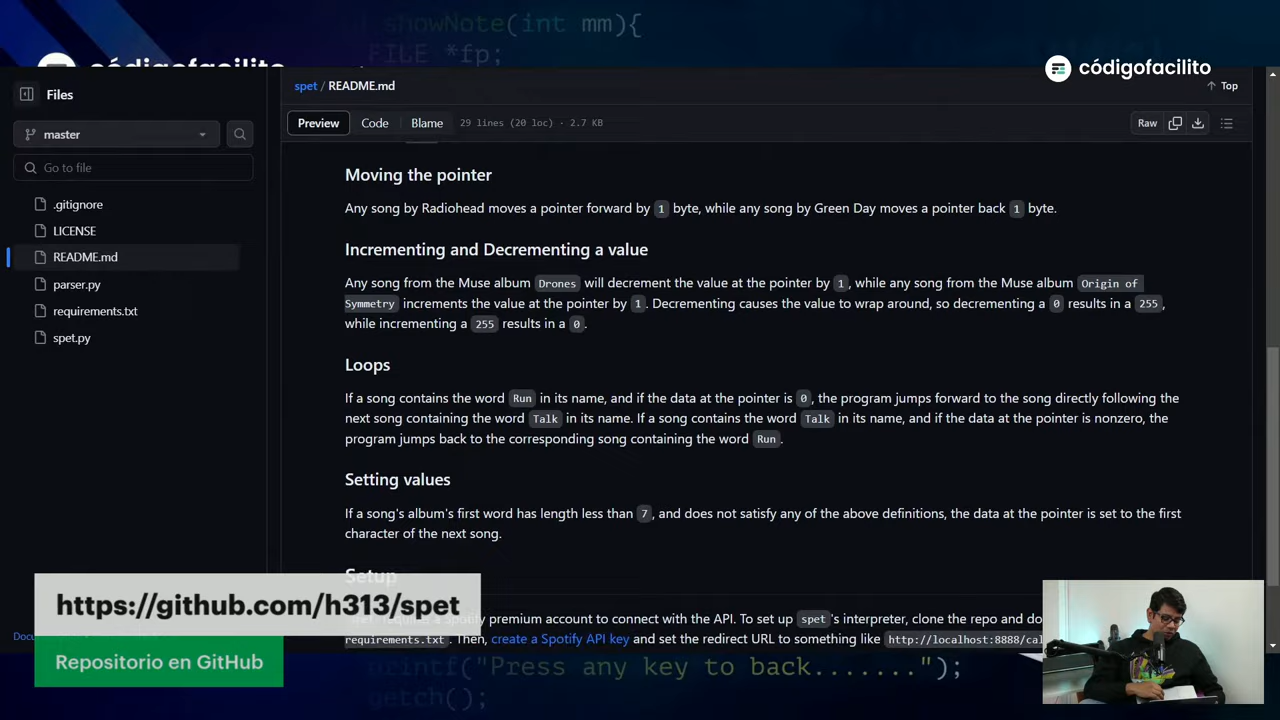 showNote(int mm){
FILE *fp;
códigofacilito
códigofacilito
Files
spet / README.md
Top
master
Preview Code Blame 29 lines (20 loc) · 2.7 KB
Raw
Go to file
.gitignore
LICENSE
README.md
parser.py
requirements.txt
spet.py
Moving the pointer
Any song by Radiohead moves a pointer forward by 1 byte, while any song by Green Day moves a pointer back 1 byte.
Incrementing and Decrementing a value
Any song from the Muse album Drones will decrement the value at the pointer by 1, while any song from the Muse album Origin of
Symmetry increments the value at the pointer by 1. Decrementing causes the value to wrap around, so decrementing a 0 results in a 255,
while incrementing a 255 results in a 0.
Loops
If a song contains the word Run in its name, and if the data at the pointer is 0, the program jumps forward to the song directly following the
next song containing the word Talk in its name. If a song contains the word Talk in its name, and if the data at the pointer is nonzero, the
program jumps back to the corresponding song containing the word Run.
Setting values
If a song's album's first word has length less than 7, and does not satisfy any of the above definitions, the data at the pointer is set to the first
character of the next song.
Setup
https://github.com/h313/spet
Repositorio en GitHub
premium account to connect with the API. To set up spet's interpreter, clone the repo and
requirements.txt. Then, create a Spotify API key and set the redirect URL to something like http://localhost:8888/cal
printf("Press any key to back.......");
getch();